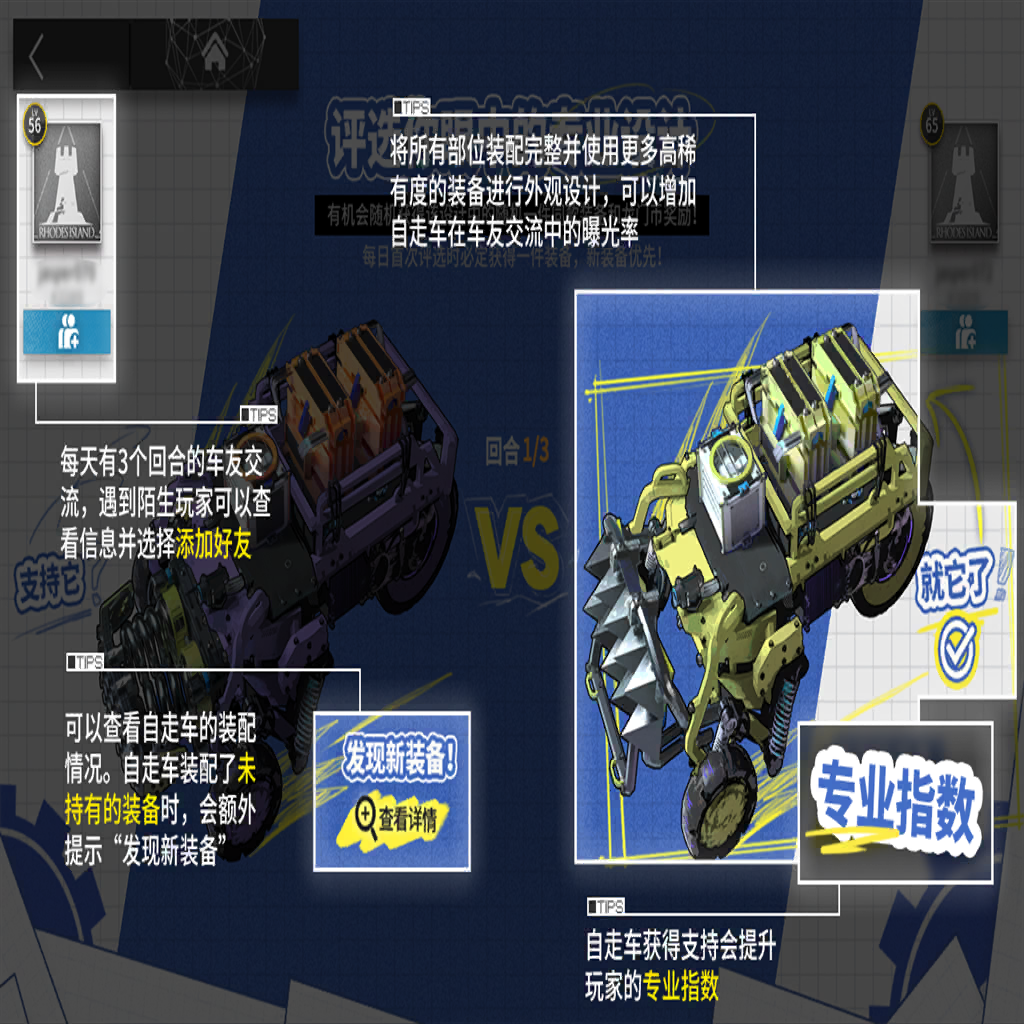 LV
56
RHODES ISLAND
TIPS
将所有部位装配完整并使用更多高稀
有度的装备进行外观设计，可以增加
自走车在车友交流中的曝光率
每日首次评选时必定获得一件装备，新装备优先！
LV
65
RHODES ISLAND
TIPS
每天有3个回合的车友交
流，遇到陌生玩家可以查
看信息并选择添加好友
回合 1/3
VS
支持它
就它了！
TIPS
可以查看自走车的装配
情况。自走车装配了未
持有的装备时，会额外
提示“发现新装备”
发现新装备！
查看详情
专业指数
TIPS
自走车获得支持会提升
玩家的专业指数